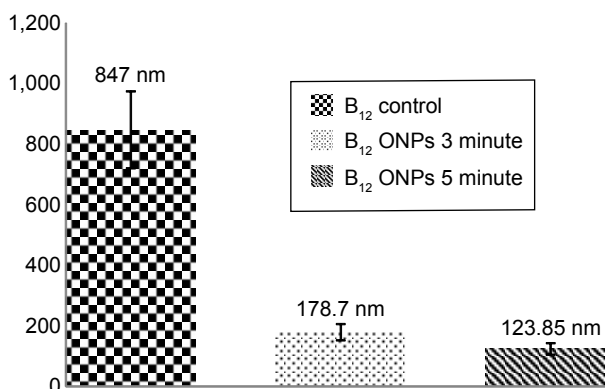 1,200
1,000
800
600
400
200
0
847 nm
178.7 nm
123.85 nm
B₁₂ control
B₁₂ ONPs 3 minute
B₁₂ ONPs 5 minute